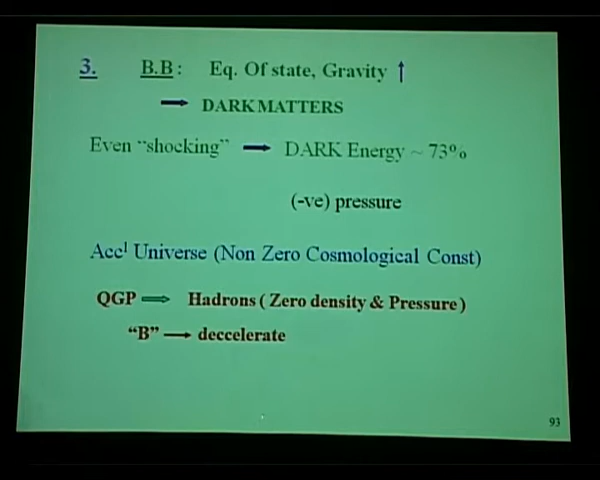 3. B.B: Eq. Of state, Gravity ↑
→ DARK MATTERS
Even "shocking" → DARK Energy ~ 73%
(-ve) pressure
Accˡ Universe (Non Zero Cosmological Const)
QGP ⇒ Hadrons ( Zero density & Pressure )
"B" → deccelerate
93